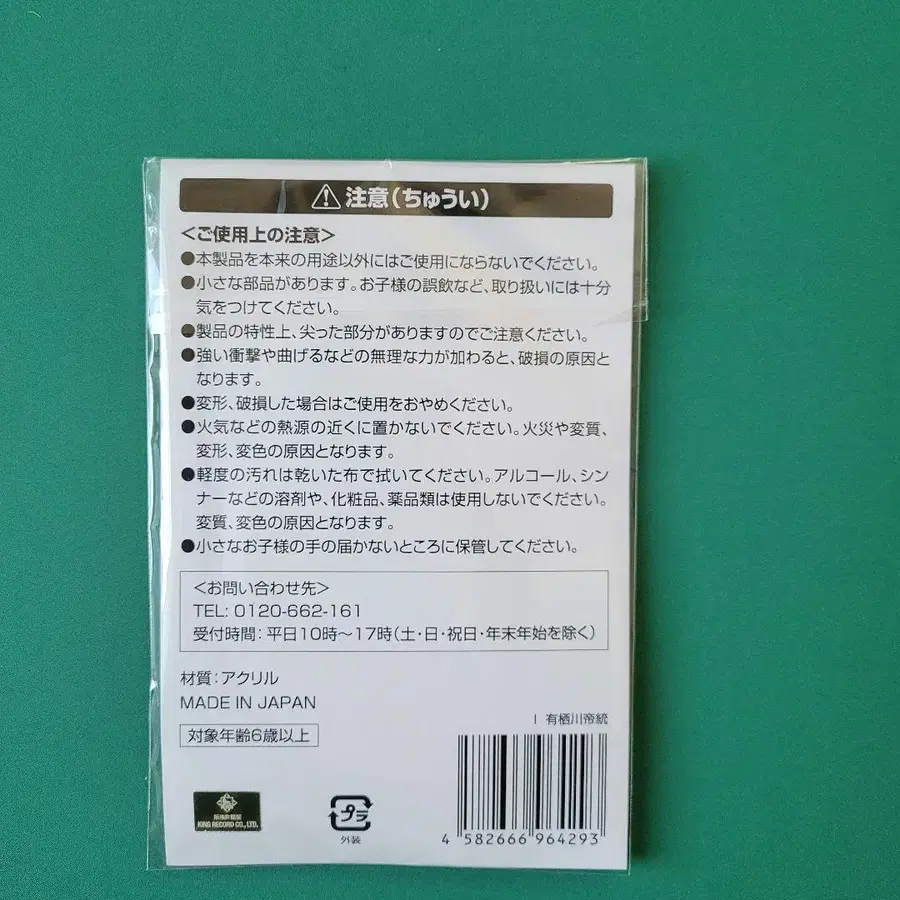 注意(ちゅうい)
<ご使用上の注意>
●本製品を本来の用途以外にはご使用にならないでください。
●小さな部品があります。お子様の誤飲など、取り扱いには十分
気をつけてください。
●製品の特性上、尖った部分がありますのでご注意ください。
●強い衝撃や曲げるなどの無理な力が加わると、破損の原因と
なります。
●変形、破損した場合はご使用をおやめください。
●火気などの熱源の近くに置かないでください。火災や変質、
変形、変色の原因となります。
●軽度の汚れは乾いた布で拭いてください。アルコール、シン
ナーなどの溶剤や、化粧品、薬品類は使用しないでください。
変質、変色の原因となります。
●小さなお子様の手の届かないところに保管してください。
<お問い合わせ先>
TEL: 0120-662-161
受付時間:平日10時~17時(土・日・祝日・年末年始を除く)
材質:アクリル
MADE IN JAPAN
I 有栖川帝統
対象年齢6歳以上
KING RECORD CO.,LTD.
プラ
外装
4 582666 964293